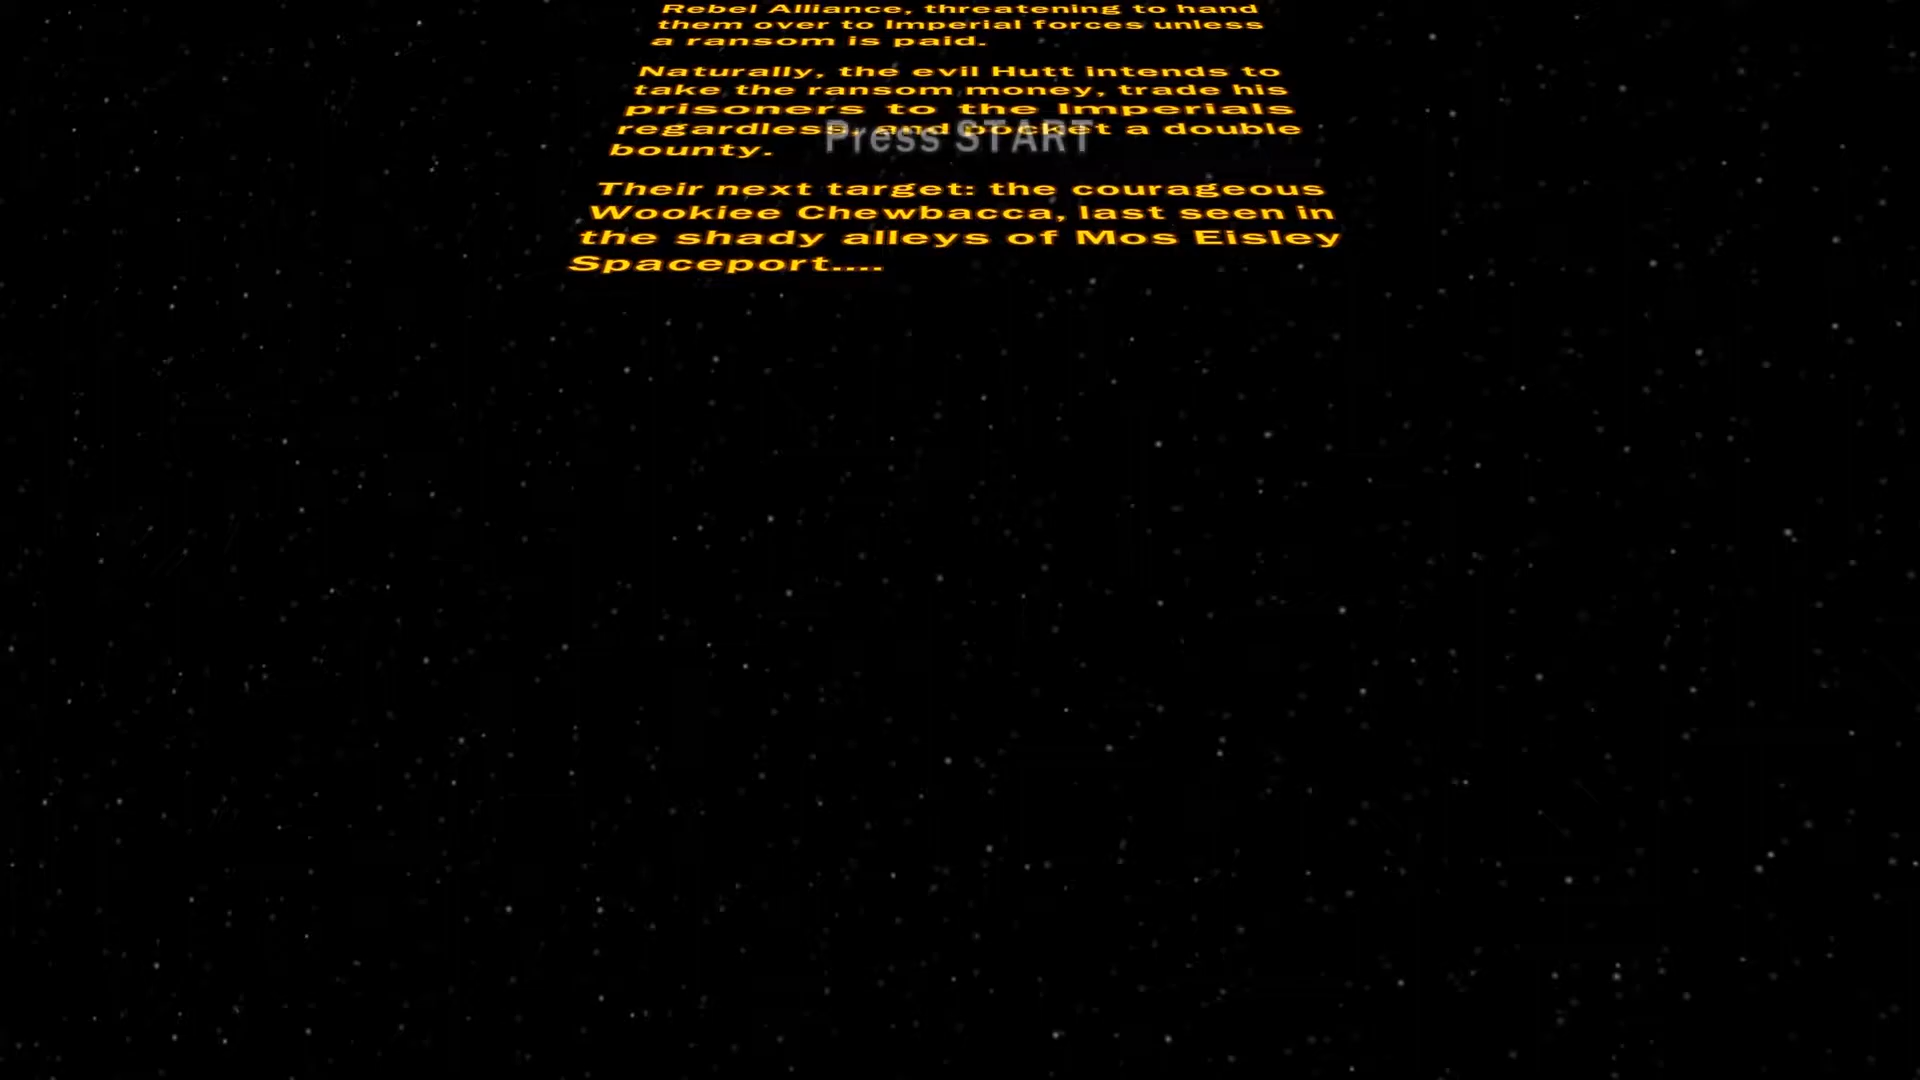 Rebel Alliance, threatening to hand
them over to Imperial forces unless
a ransom is paid.
Naturally, the evil Hutt intends to
take the ransom money, trade his
prisoners to the Imperials
regardless, and pocket a double
bounty.
Press START
Their next target: the courageous
Wookiee Chewbacca, last seen in
the shady alleys of Mos Eisley
Spaceport....